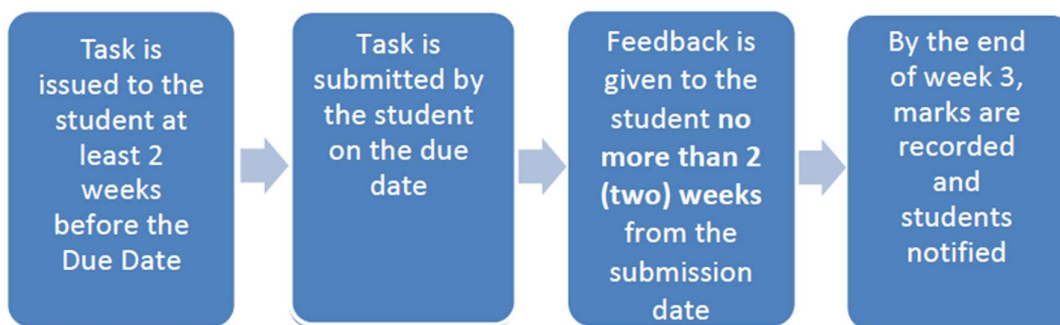 Task is
issued to the
student at
least 2
weeks
before the
Due Date
Task is
submitted by
the student
on the due
date
Feedback is
given to the
student no
more than 2
(two) weeks
from the
submission
date
By the end
of week 3,
marks are
recorded
and
students
notified